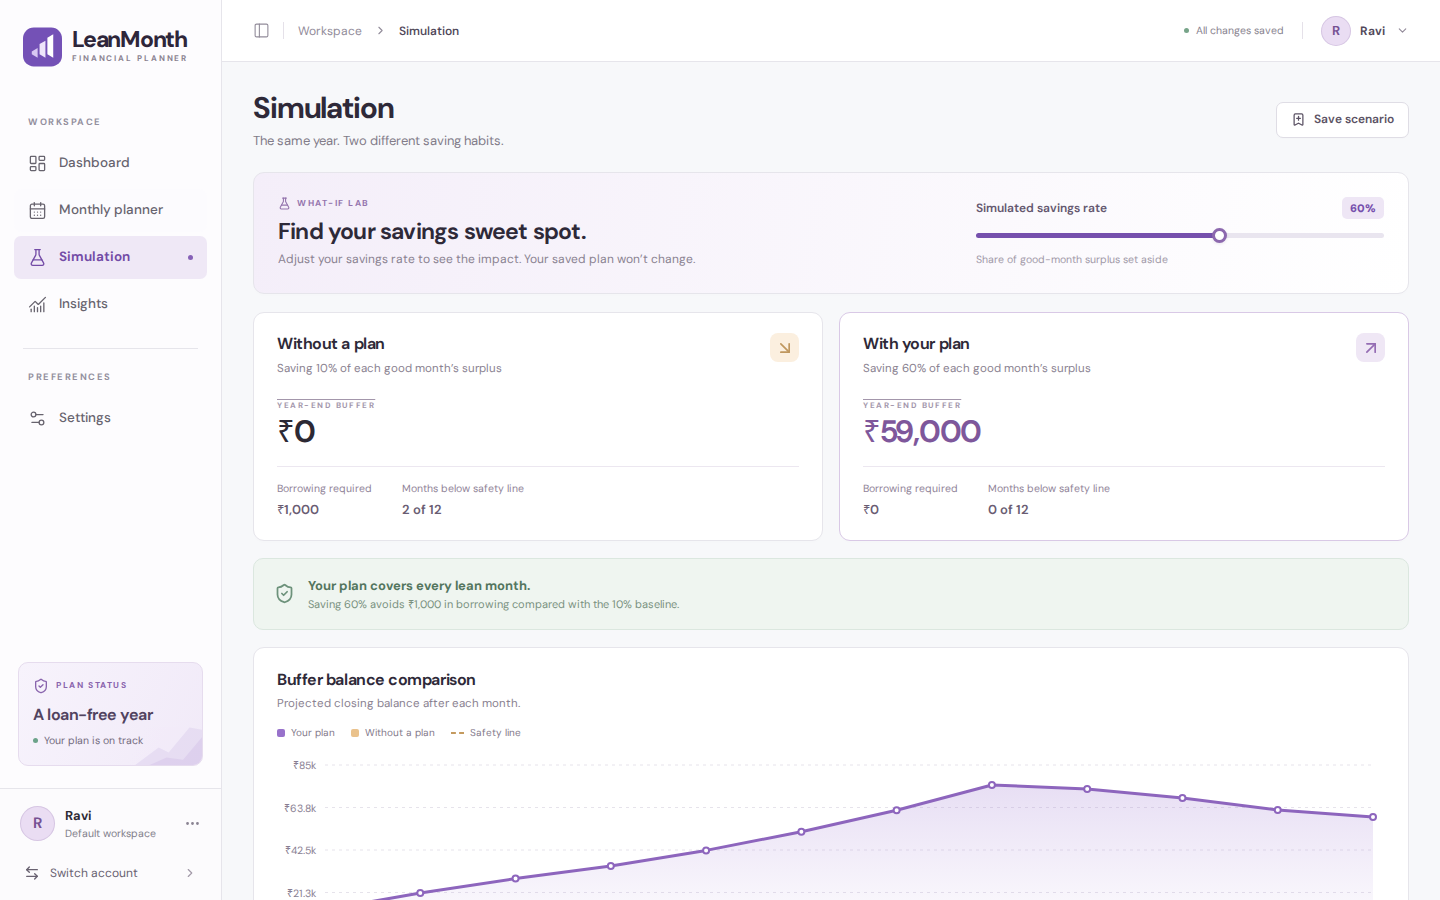 LeanMonth
FINANCIAL PLANNER
WORKSPACE
Dashboard
Monthly planner
Simulation
Insights
PREFERENCES
Settings
PLAN STATUS
A loan-free year
Your plan is on track
R
Ravi
Default workspace
Switch account
Workspace > Simulation
All changes saved
R Ravi
Simulation
The same year. Two different saving habits.
Save scenario
WHAT-IF LAB
Find your savings sweet spot.
Adjust your savings rate to see the impact. Your saved plan won’t change.
Simulated savings rate 60%
Share of good-month surplus set aside
Without a plan
Saving 10% of each good month’s surplus
YEAR-END BUFFER
₹0
Borrowing required Months below safety line
₹1,000 2 of 12
With your plan
Saving 60% of each good month’s surplus
YEAR-END BUFFER
₹59,000
Borrowing required Months below safety line
₹0 0 of 12
Your plan covers every lean month.
Saving 60% avoids ₹1,000 in borrowing compared with the 10% baseline.
Buffer balance comparison
Projected closing balance after each month.
Your plan Without a plan Safety line
₹85k
₹63.8k
₹42.5k
₹21.3k